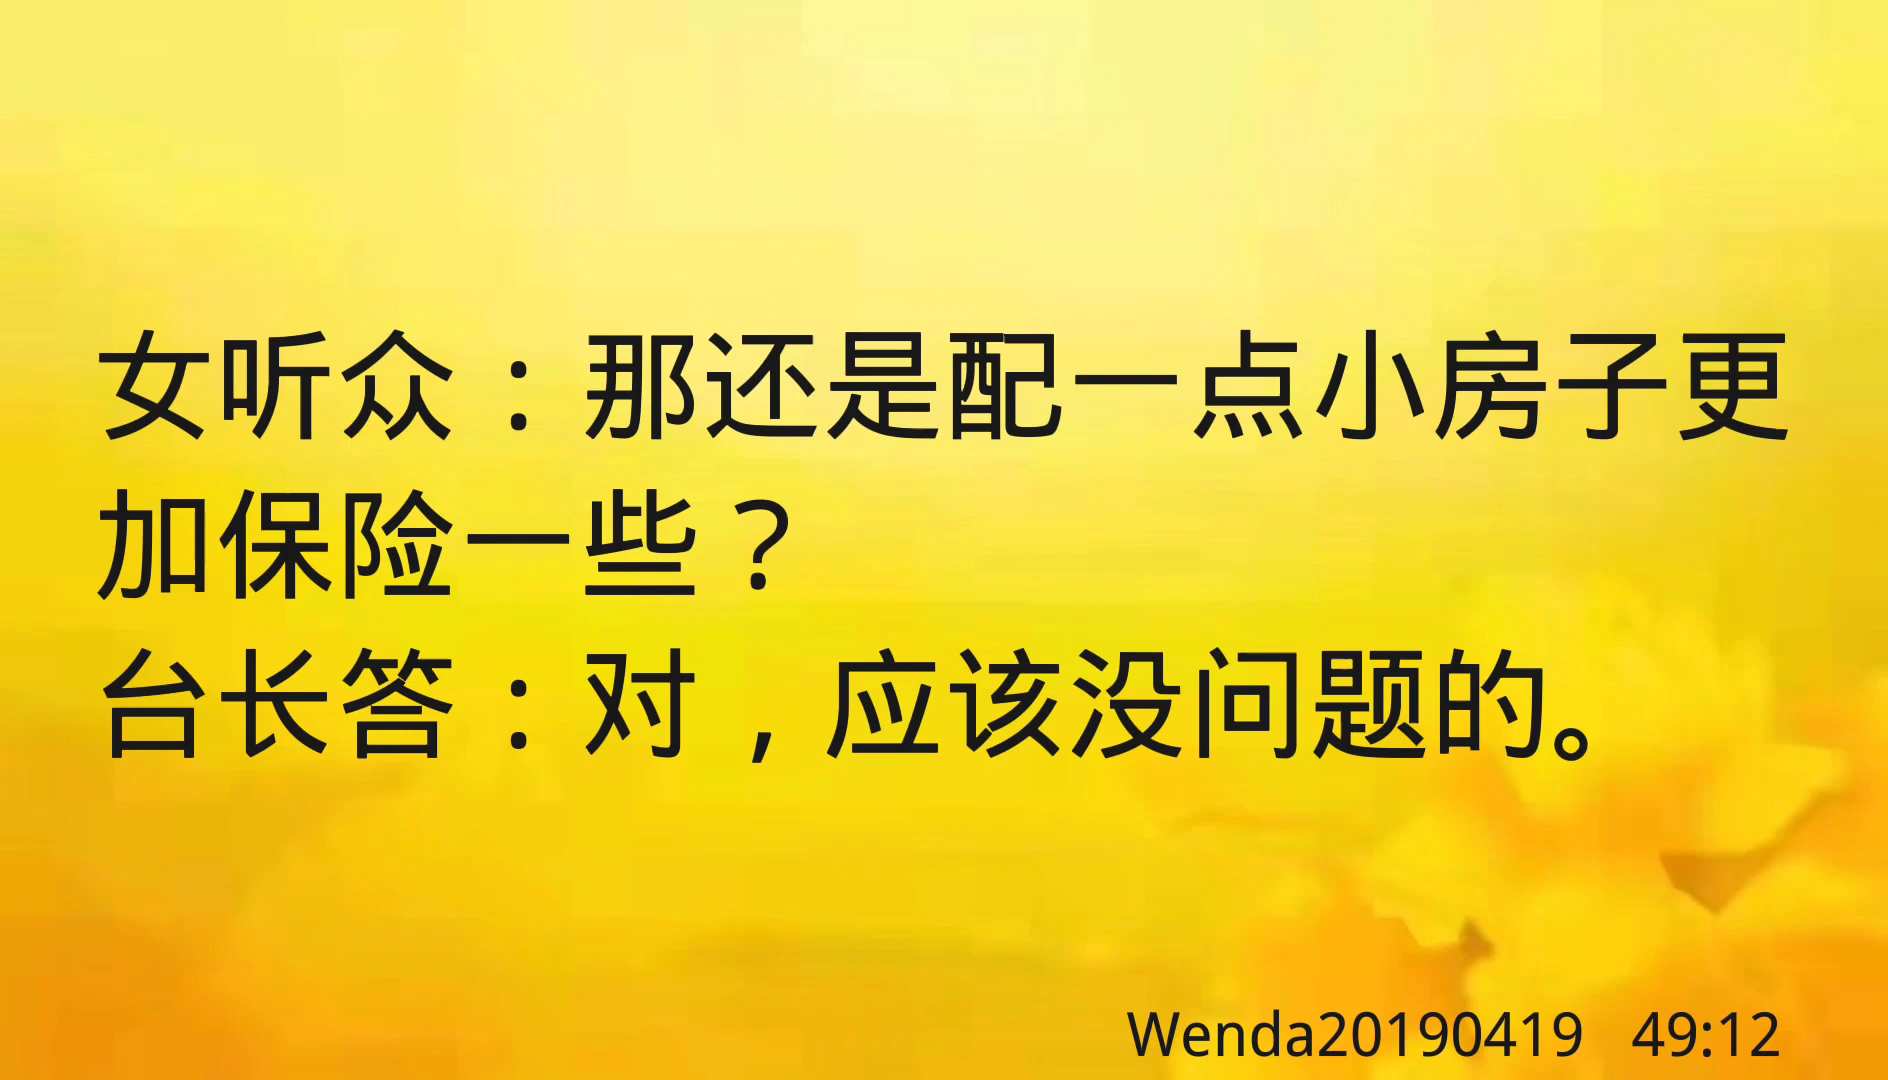 女听众：那还是配一点小房子更
加保险一些？
台长答：对，应该没问题的。
Wenda20190419 49:12